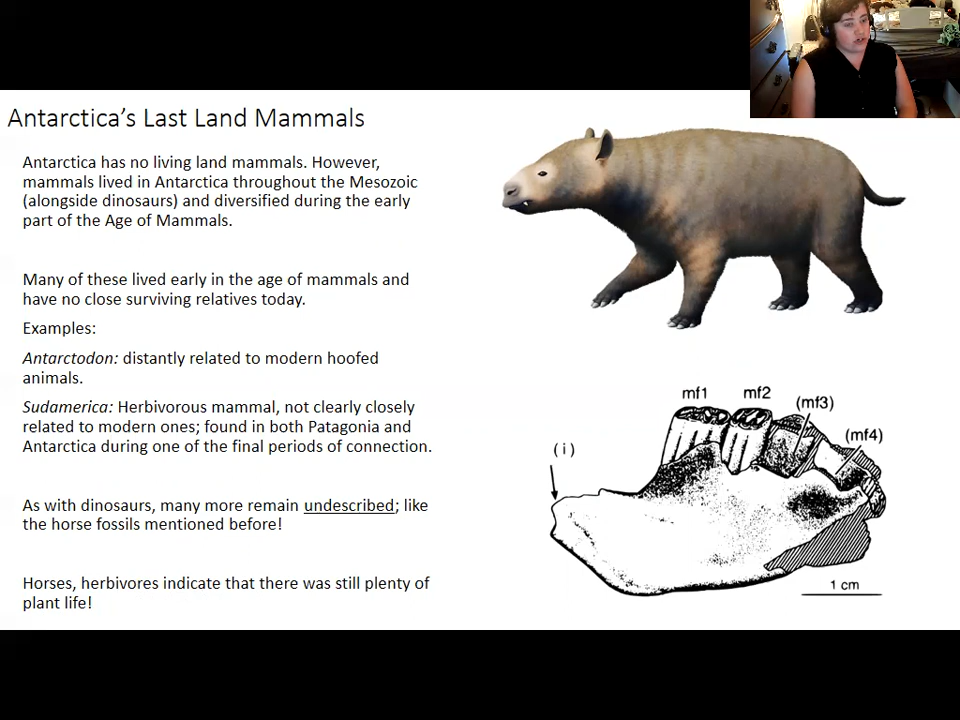 Antarctica's Last Land Mammals
Antarctica has no living land mammals. However,
mammals lived in Antarctica throughout the Mesozoic
(alongside dinosaurs) and diversified during the early
part of the Age of Mammals.
Many of these lived early in the age of mammals and
have no close surviving relatives today.
Examples:
Antarctodon: distantly related to modern hoofed
animals.
Sudamerica: Herbivorous mammal, not clearly closely
related to modern ones; found in both Patagonia and
Antarctica during one of the final periods of connection.
As with dinosaurs, many more remain undescribed; like
the horse fossils mentioned before!
Horses, herbivores indicate that there was still plenty of
plant life!
mf1
mf2
(mf3)
(mf4)
(i)
1 cm